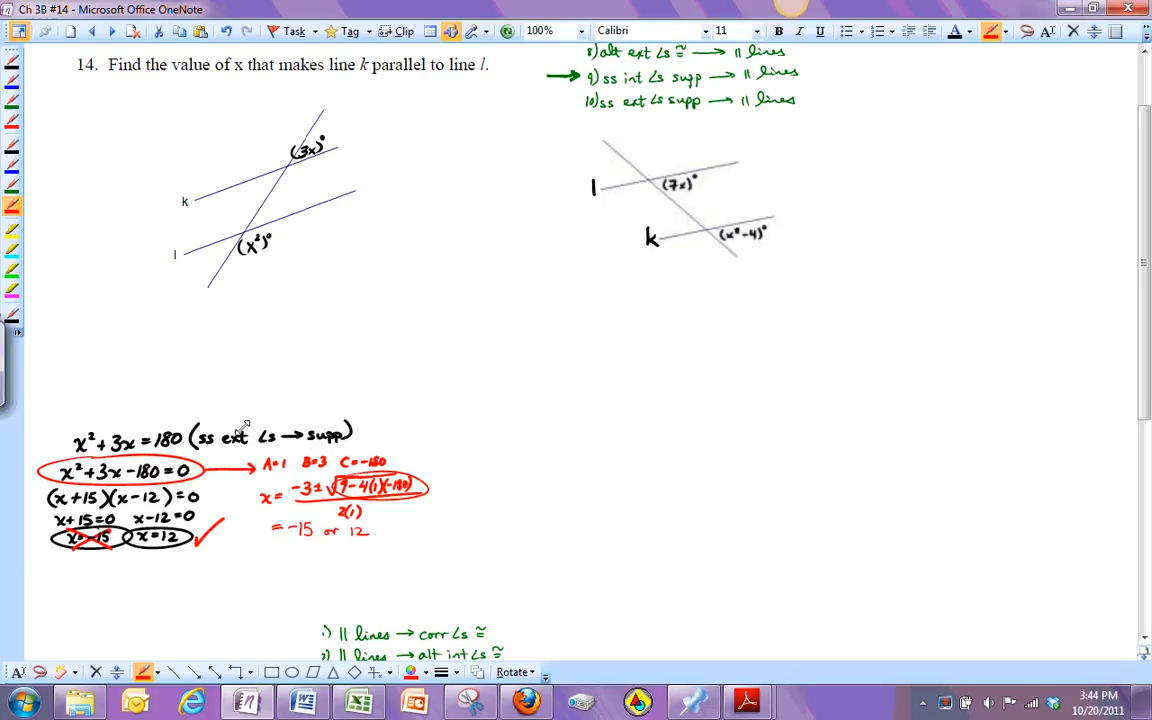 Ch 3B #14 - Microsoft Office OneNote
Task Tag Clip 100% Calibri 11 B I U
14. Find the value of x that makes line k parallel to line l.
8) alt ext ∠s ≅ → || lines
9) ss int ∠s supp → || lines
10) ss ext ∠s supp → || lines
(3x)°
k
(x²)°
l
l
(7x)°
k
(x²-4)°
x² + 3x = 180 (ss ext ∠s → supp)
x² + 3x - 180 = 0
(x + 15)(x - 12) = 0
x + 15 = 0 x - 12 = 0
x = -15 x = 12
A = 1 B = 3 C = -180
x = -3 ± √9 - 4(1)(-180)
2(1)
= -15 or 12
1) || lines → corr ∠s ≅
2) || lines → alt int ∠s ≅
Rotate
3:44 PM
10/20/2011